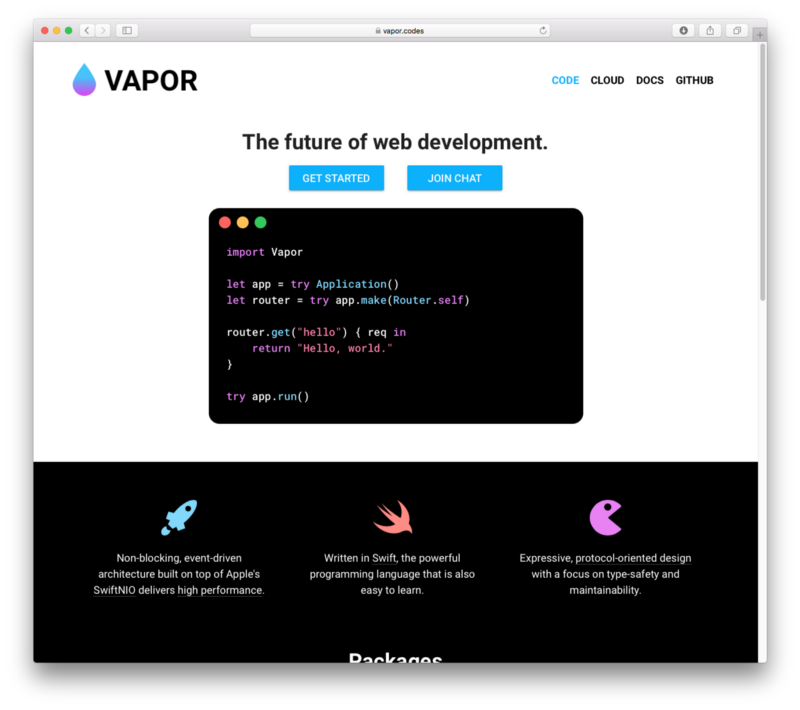 vapor.codes
VAPOR
CODE CLOUD DOCS GITHUB
The future of web development.
GET STARTED JOIN CHAT
import Vapor
let app = try Application()
let router = try app.make(Router.self)
router.get("hello") { req in
    return "Hello, world."
}
try app.run()
Non-blocking, event-driven
architecture built on top of Apple's
SwiftNIO delivers high performance.
Written in Swift, the powerful
programming language that is also
easy to learn.
Expressive, protocol-oriented design
with a focus on type-safety and
maintainability.
Packages